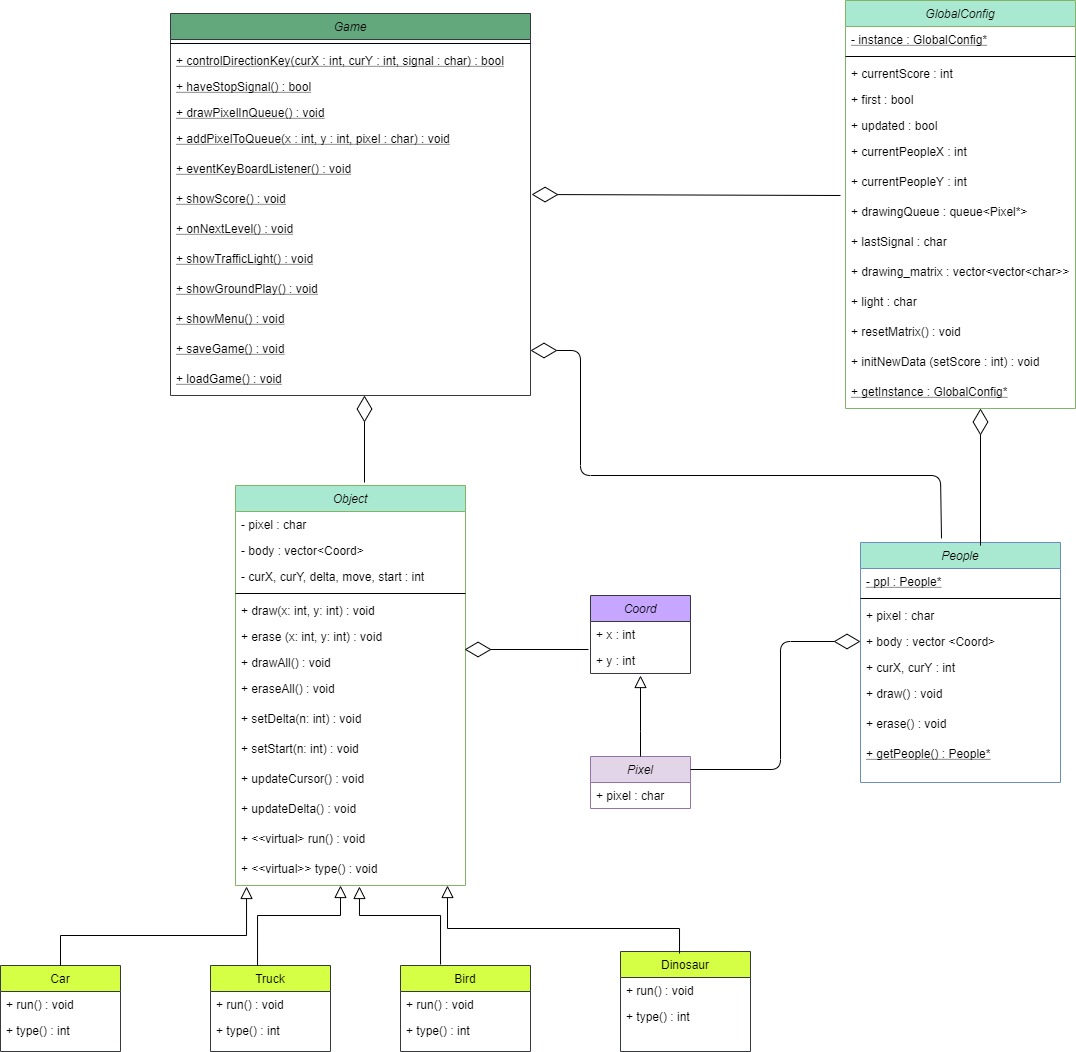 Game
+ controlDirectionKey(curX : int, curY : int, signal : char) : bool
+ haveStopSignal() : bool
+ drawPixelInQueue() : void
+ addPixelToQueue(x : int, y : int, pixel : char) : void
+ eventKeyBoardListener() : void
+ showScore() : void
+ onNextLevel() : void
+ showTrafficLight() : void
+ showGroundPlay() : void
+ showMenu() : void
+ saveGame() : void
+ loadGame() : void
GlobalConfig
- instance : GlobalConfig*
+ currentScore : int
+ first : bool
+ updated : bool
+ currentPeopleX : int
+ currentPeopleY : int
+ drawingQueue : queue<Pixel*>
+ lastSignal : char
+ drawing_matrix : vector<vector<char>>
+ light : char
+ resetMatrix() : void
+ initNewData (setScore : int) : void
+ getInstance : GlobalConfig*
Object
- pixel : char
- body : vector<Coord>
- curX, curY, delta, move, start : int
+ draw(x: int, y: int) : void
+ erase (x: int, y: int) : void
+ drawAll() : void
+ eraseAll() : void
+ setDelta(n: int) : void
+ setStart(n: int) : void
+ updateCursor() : void
+ updateDelta() : void
+ <<virtual> run() : void
+ <<virtual>> type() : void
Coord
+ x : int
+ y : int
Pixel
+ pixel : char
People
- ppl : People*
+ pixel : char
+ body : vector <Coord>
+ curX, curY : int
+ draw() : void
+ erase() : void
+ getPeople() : People*
Car
+ run() : void
+ type() : int
Truck
+ run() : void
+ type() : int
Bird
+ run() : void
+ type() : int
Dinosaur
+ run() : void
+ type() : int